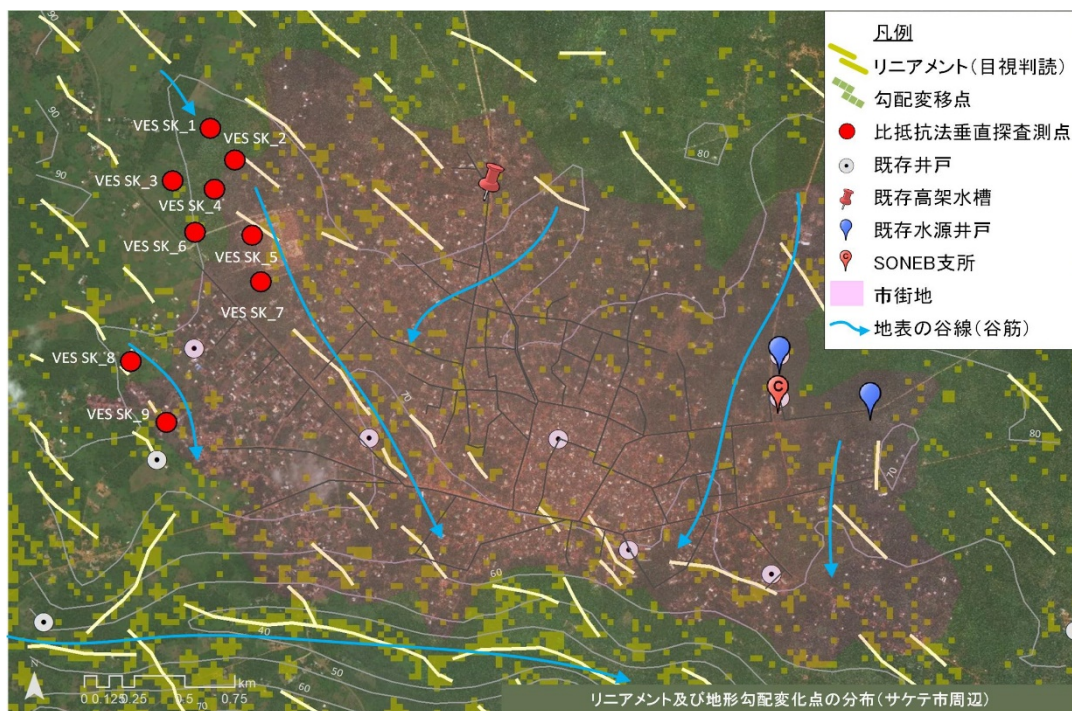 凡例
リニアメント(目視判読)
勾配変移点
比抵抗法垂直探査測点
既存井戸
既存高架水槽
既存水源井戸
C
SONEB支所
市街地
地表の谷線(谷筋)
90
90
90
80
VES SK_1
VES SK_2
VES SK_3
VES SK_4
VES SK_6
VES SK_5
VES SK_7
VES SK_8
70
C
VES SK_9
80
70
60
40
50
60
70
N
km
0 0.125 0.25 0.5 0.75
リニアメント及び地形勾配変化点の分布(サケテ市周辺)